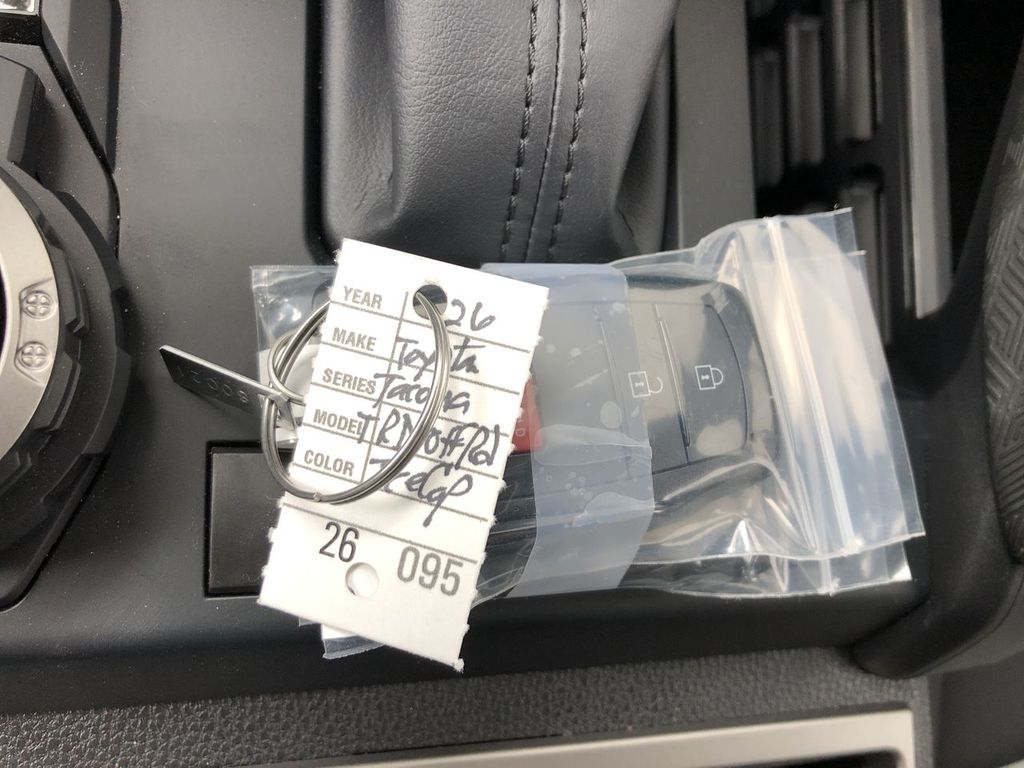 YEAR 26
MAKE Toyota
SERIES Tacoma
MODEL TRD off Rd
COLOR
26 095